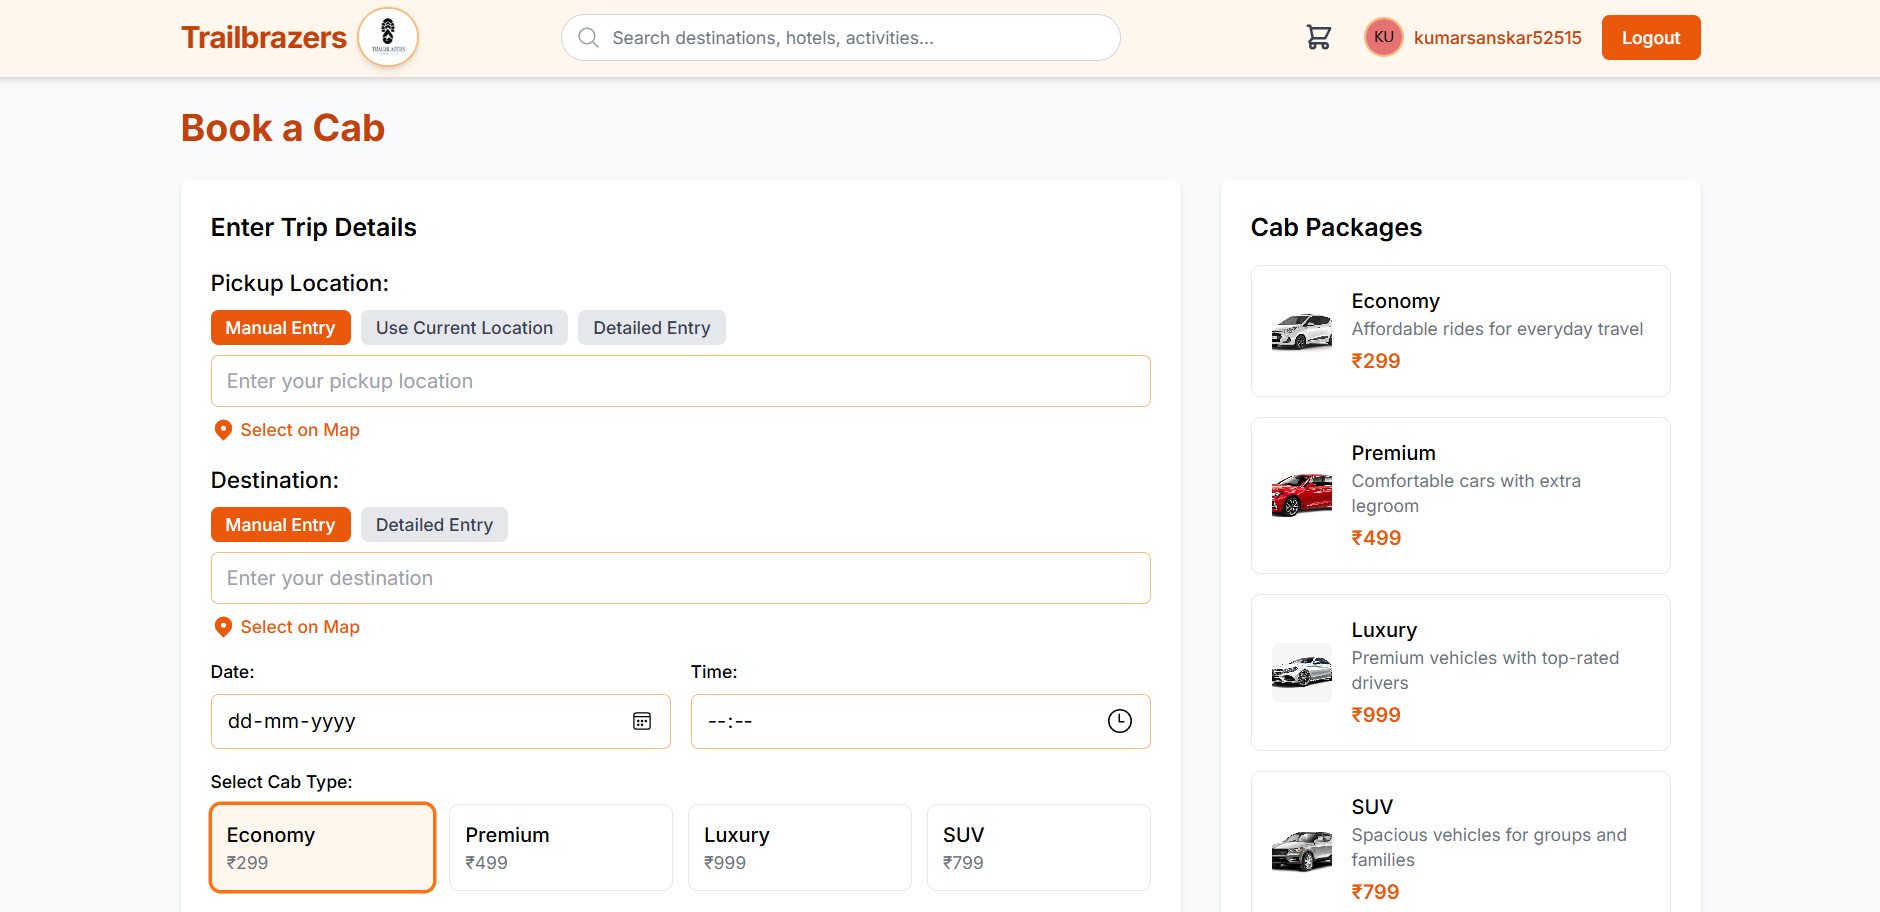 Trailbrazers
TRAILBRAZERS
Search destinations, hotels, activities...
KU
kumarsanskar52515
Logout
Book a Cab
Enter Trip Details
Pickup Location:
Manual Entry
Use Current Location
Detailed Entry
Enter your pickup location
Select on Map
Destination:
Manual Entry
Detailed Entry
Enter your destination
Select on Map
Date:
Time:
dd-mm-yyyy
--:--
Select Cab Type:
Economy
₹299
Premium
₹499
Luxury
₹999
SUV
₹799
Cab Packages
Economy
Affordable rides for everyday travel
₹299
Premium
Comfortable cars with extra
legroom
₹499
Luxury
Premium vehicles with top-rated
drivers
₹999
SUV
Spacious vehicles for groups and
families
₹799